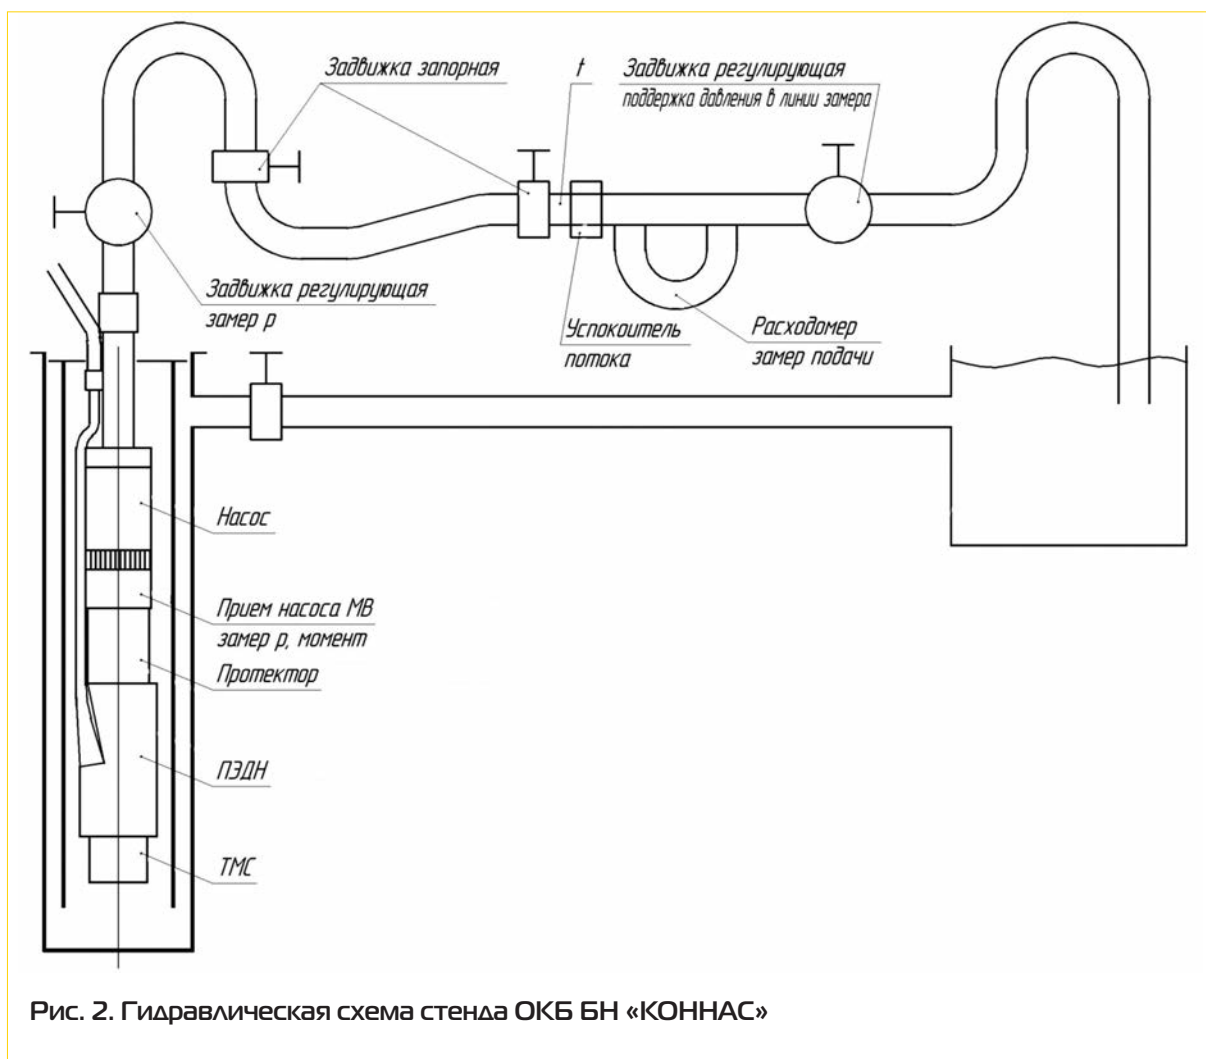 Задвижка запорная
t
Задвижка регулирующая
поддержка давления в линии замера
Задвижка регулирующая
замер р
Успокоитель
потока
Расходомер
замер подачи
Насос
Прием насоса МВ
замер р, момент
Протектор
ПЭДН
ТМС
Рис. 2. Гидравлическая схема стенда ОКБ БН «КОННАС»